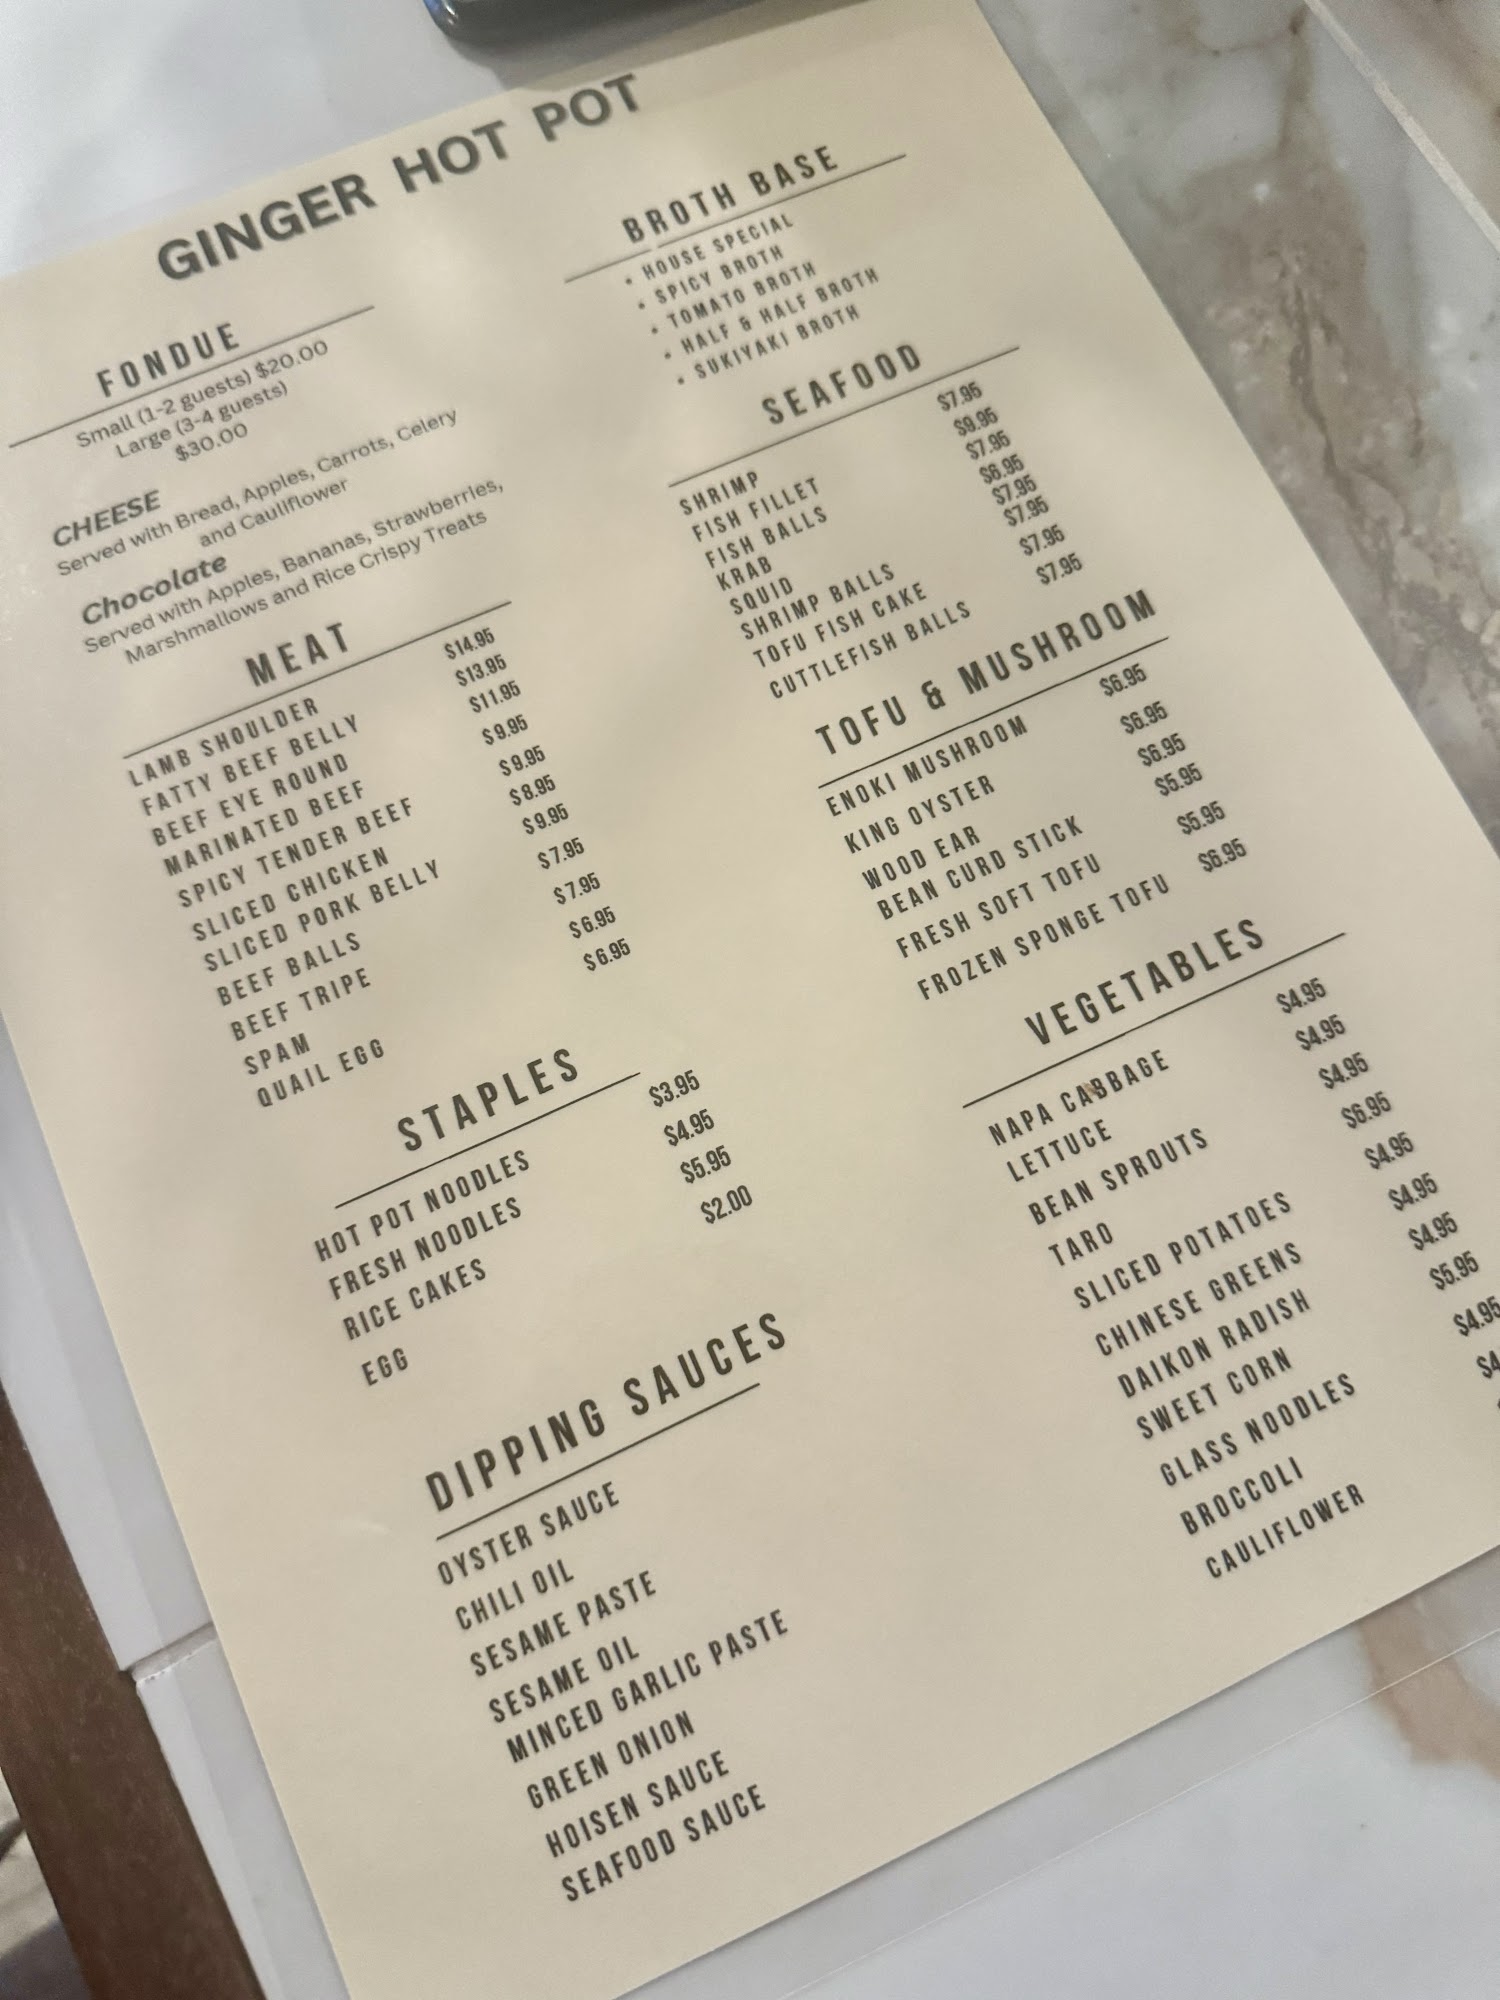 GINGER HOT POT
FONDUE
Small (1-2 guests) $20.00
Large (3-4 guests)
$30.00
CHEESE
Served with Bread, Apples, Carrots, Celery
and Cauliflower
Chocolate
Served with Apples, Bananas, Strawberries,
Marshmallows and Rice Crispy Treats
MEAT
LAMB SHOULDER $14.95
FATTY BEEF BELLY $13.95
BEEF EYE ROUND $11.95
MARINATED BEEF $9.95
SPICY TENDER BEEF $9.95
SLICED CHICKEN $8.95
SLICED PORK BELLY $9.95
BEEF BALLS $7.95
BEEF TRIPE $7.95
SPAM $6.95
QUAIL EGG $6.95
STAPLES
HOT POT NOODLES $3.95
FRESH NOODLES $4.95
RICE CAKES $5.95
EGG $2.00
DIPPING SAUCES
OYSTER SAUCE
CHILI OIL
SESAME PASTE
SESAME OIL
MINCED GARLIC PASTE
GREEN ONION
HOISEN SAUCE
SEAFOOD SAUCE
BROTH BASE
• HOUSE SPECIAL
• SPICY BROTH
• TOMATO BROTH
• HALF & HALF BROTH
• SUKIYAKI BROTH
SEAFOOD
SHRIMP $7.95
FISH FILLET $9.95
FISH BALLS $7.95
KRAB $6.95
SQUID $7.95
SHRIMP BALLS $7.95
TOFU FISH CAKE $7.95
CUTTLEFISH BALLS $7.95
TOFU & MUSHROOM
ENOKI MUSHROOM $6.95
KING OYSTER $6.95
WOOD EAR $6.95
BEAN CURD STICK $5.95
FRESH SOFT TOFU $5.95
FROZEN SPONGE TOFU $6.95
VEGETABLES
NAPA CABBAGE $4.95
LETTUCE $4.95
BEAN SPROUTS $4.95
TARO $6.95
SLICED POTATOES $4.95
CHINESE GREENS $4.95
DAIKON RADISH $4.95
SWEET CORN $5.95
GLASS NOODLES $4.95
BROCCOLI
CAULIFLOWER